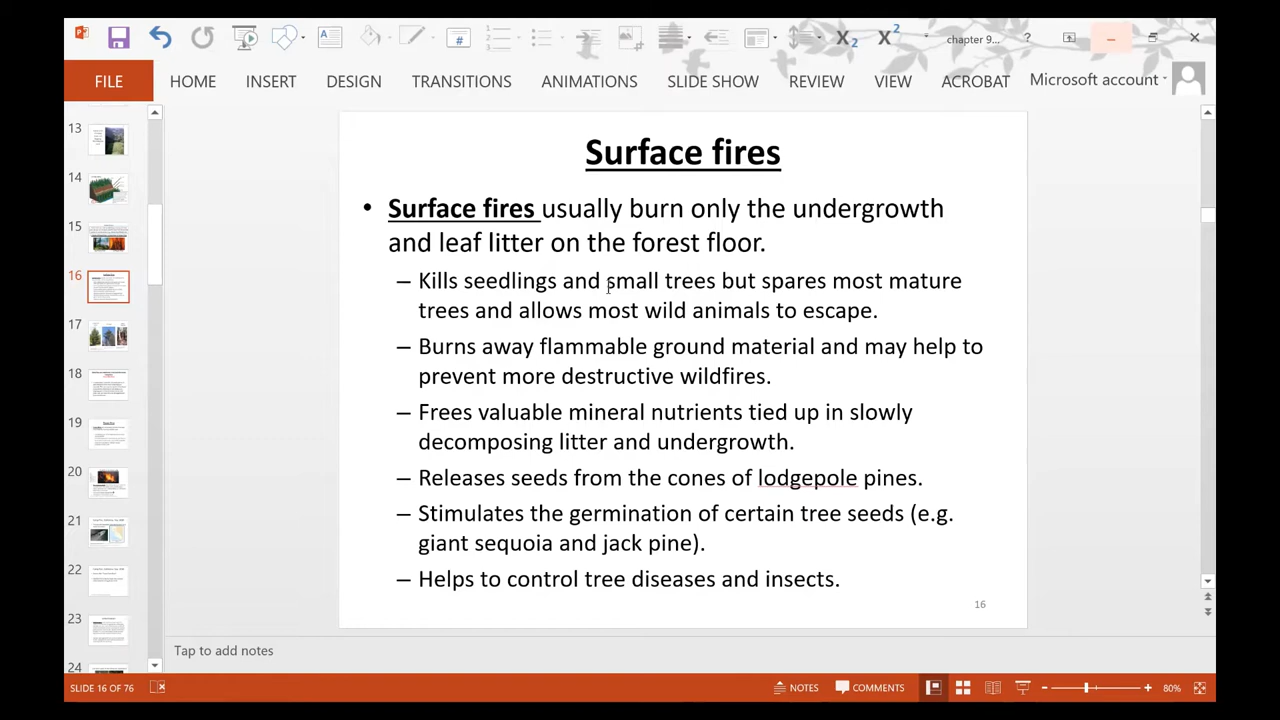 chapter 9...
?
FILE
HOME
INSERT
DESIGN
TRANSITIONS
ANIMATIONS
SLIDE SHOW
REVIEW
VIEW
ACROBAT
Microsoft account
13
14
15
16
17
18
19
20
21
22
23
24
Surface fires
• Surface fires usually burn only the undergrowth
and leaf litter on the forest floor.
– Kills seedlings and small trees but spares most mature
trees and allows most wild animals to escape.
– Burns away flammable ground material and may help to
prevent more destructive wildfires.
– Frees valuable mineral nutrients tied up in slowly
decomposing litter and undergrowth.
– Releases seeds from the cones of lodgepole pines.
– Stimulates the germination of certain tree seeds (e.g.
giant sequoia and jack pine).
– Helps to control tree diseases and insects.
16
Tap to add notes
SLIDE 16 OF 76
NOTES
COMMENTS
80%